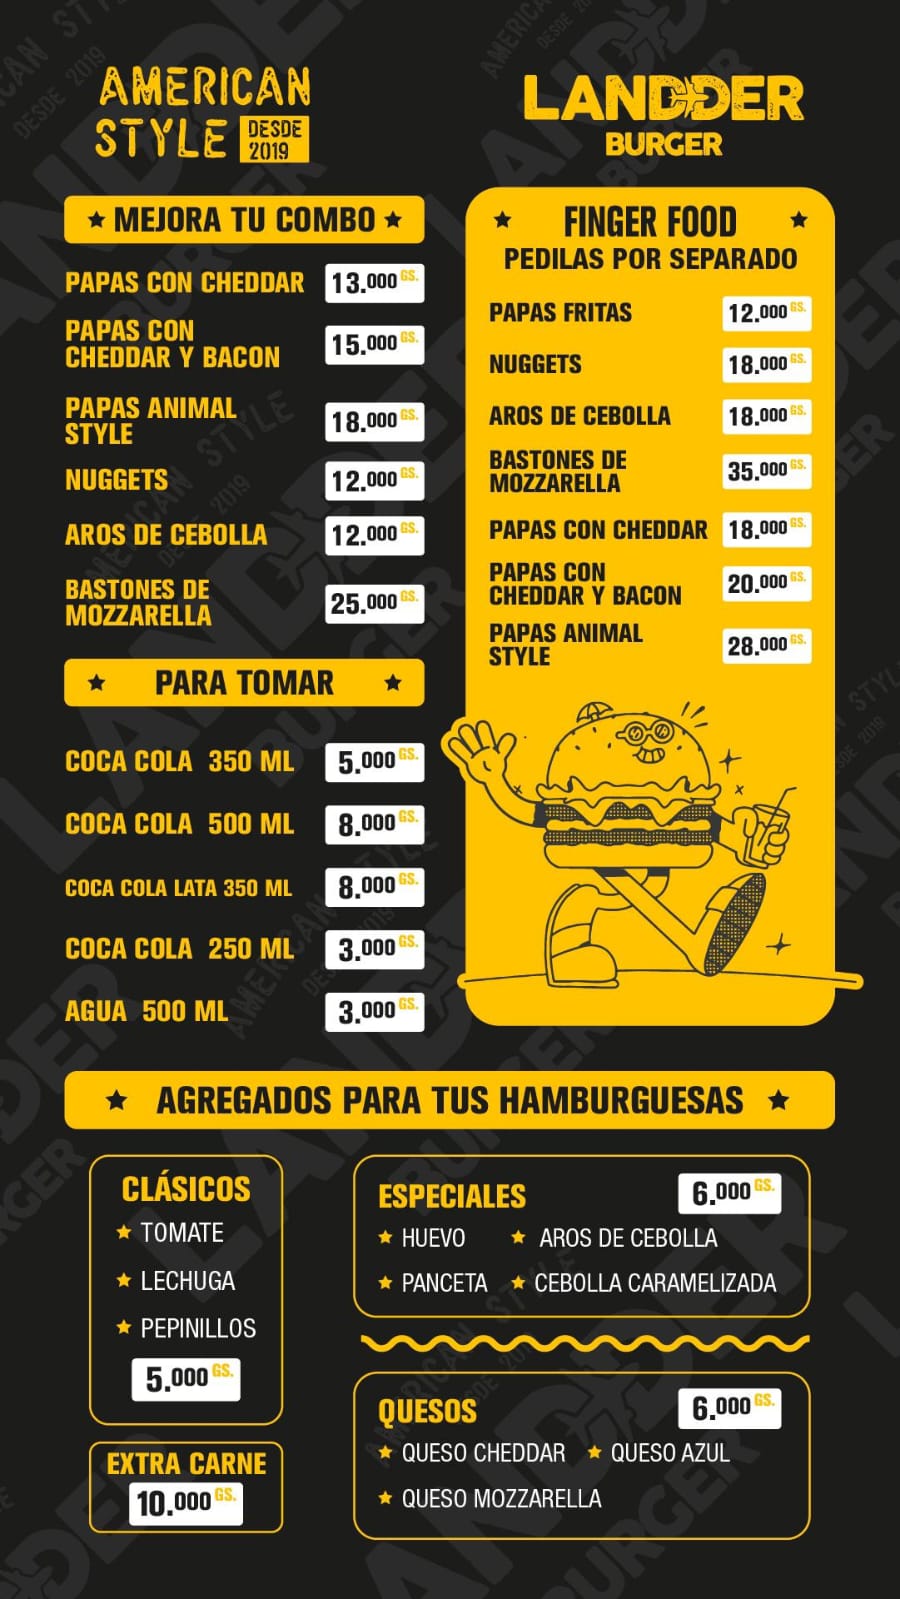 AMERICAN
STYLE DESDE
2019
LANDDER
BURGER
MEJORA TU COMBO
PAPAS CON CHEDDAR 13.000 GS.
PAPAS CON
CHEDDAR Y BACON 15.000 GS.
PAPAS ANIMAL
STYLE 18.000 GS.
NUGGETS 12.000 GS.
AROS DE CEBOLLA 12.000 GS.
BASTONES DE
MOZZARELLA 25.000 GS.
PARA TOMAR
COCA COLA 350 ML 5.000 GS.
COCA COLA 500 ML 8.000 GS.
COCA COLA LATA 350 ML 8.000 GS.
COCA COLA 250 ML 3.000 GS.
AGUA 500 ML 3.000 GS.
FINGER FOOD
PEDILAS POR SEPARADO
PAPAS FRITAS 12.000 GS.
NUGGETS 18.000 GS.
AROS DE CEBOLLA 18.000 GS.
BASTONES DE
MOZZARELLA 35.000 GS.
PAPAS CON CHEDDAR 18.000 GS.
PAPAS CON
CHEDDAR Y BACON 20.000 GS.
PAPAS ANIMAL
STYLE 28.000 GS.
AGREGADOS PARA TUS HAMBURGUESAS
CLÁSICOS
TOMATE
LECHUGA
PEPINILLOS
5.000 GS.
EXTRA CARNE
10.000 GS.
ESPECIALES 6.000 GS.
HUEVO AROS DE CEBOLLA
PANCETA CEBOLLA CARAMELIZADA
QUESOS 6.000 GS.
QUESO CHEDDAR QUESO AZUL
QUESO MOZZARELLA